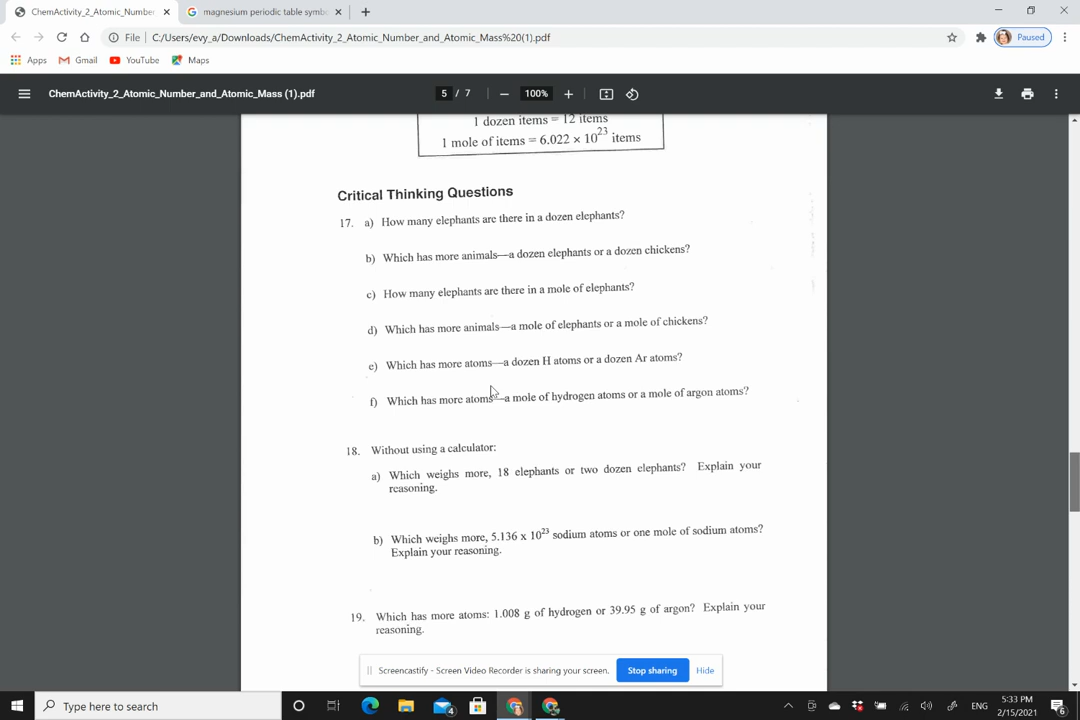 ChemActivity_2_Atomic_Number_an
magnesium periodic table symb
File
C:/Users/evy_a/Downloads/ChemActivity_2_Atomic_Number_and_Atomic_Mass%20(1).pdf
Paused
Apps
Gmail
YouTube
Maps
ChemActivity_2_Atomic_Number_and_Atomic_Mass (1).pdf
5 / 7
100%
1 dozen items = 12 items
1 mole of items = 6.022 × 10²³ items
Critical Thinking Questions
17. a) How many elephants are there in a dozen elephants?
b) Which has more animals—a dozen elephants or a dozen chickens?
c) How many elephants are there in a mole of elephants?
d) Which has more animals—a mole of elephants or a mole of chickens?
e) Which has more atoms—a dozen H atoms or a dozen Ar atoms?
f) Which has more atoms—a mole of hydrogen atoms or a mole of argon atoms?
18. Without using a calculator:
a) Which weighs more, 18 elephants or two dozen elephants? Explain your
reasoning.
b) Which weighs more, 5.136 x 10²³ sodium atoms or one mole of sodium atoms?
Explain your reasoning.
19. Which has more atoms: 1.008 g of hydrogen or 39.95 g of argon? Explain your
reasoning.
Screencastify - Screen Video Recorder is sharing your screen.
Stop sharing
Hide
Type here to search
4
ENG
5:33 PM
2/15/2021
6